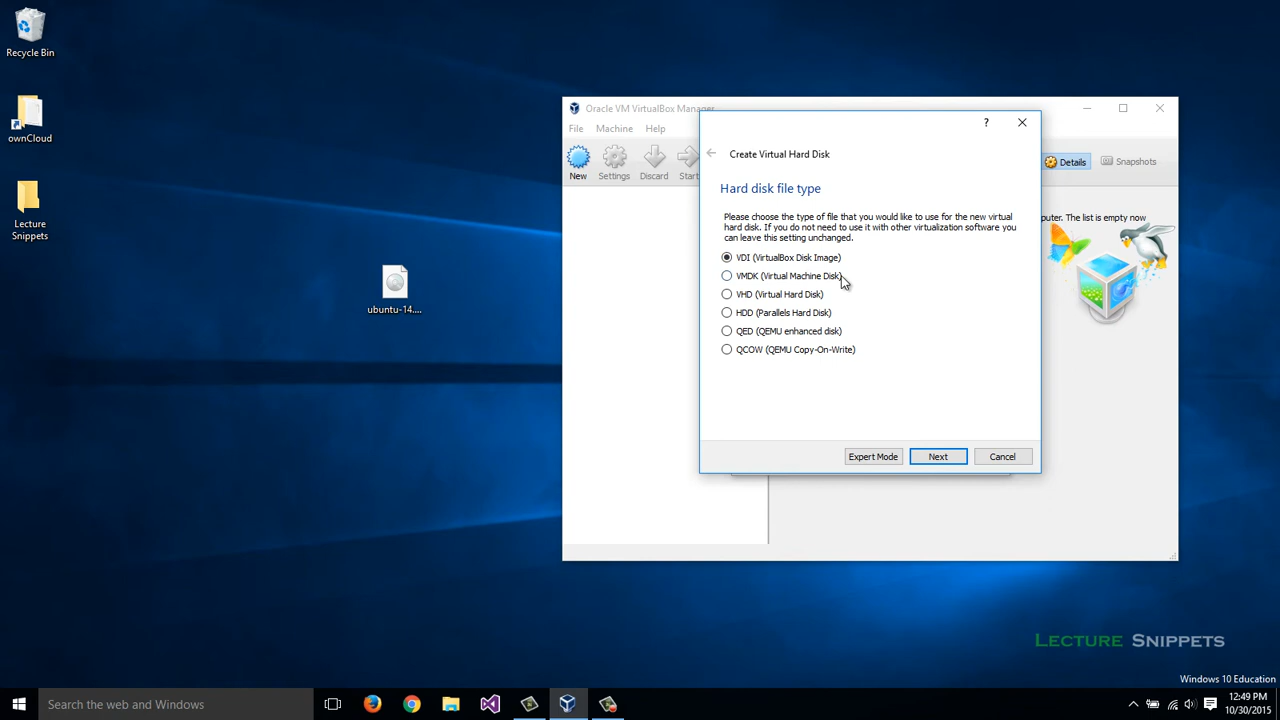 Recycle Bin
ownCloud
Lecture
Snippets
ubuntu-14....
Oracle VM VirtualBox Manager
File Machine Help
New Settings Discard Start
Details Snapshots
puter. The list is empty now
?
Create Virtual Hard Disk
Hard disk file type
Please choose the type of file that you would like to use for the new virtual
hard disk. If you do not need to use it with other virtualization software you
can leave this setting unchanged.
VDI (VirtualBox Disk Image)
VMDK (Virtual Machine Disk)
VHD (Virtual Hard Disk)
HDD (Parallels Hard Disk)
QED (QEMU enhanced disk)
QCOW (QEMU Copy-On-Write)
Expert Mode Next Cancel
LECTURE SNIPPETS
Windows 10 Education
Search the web and Windows
12:49 PM
10/30/2015